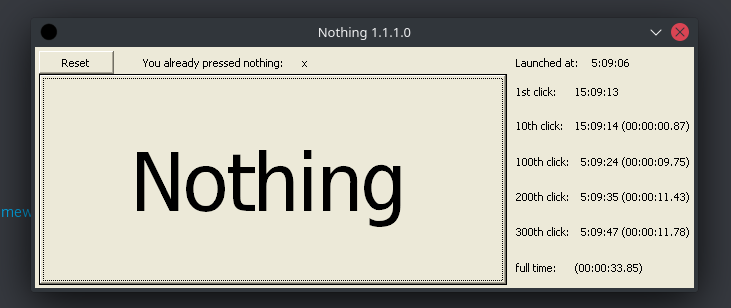 Nothing 1.1.1.0
Reset You already pressed nothing: x
Launched at: 5:09:06
1st click: 15:09:13
10th click: 15:09:14 (00:00:00.87)
100th click: 5:09:24 (00:00:09.75)
Nothing
200th click: 5:09:35 (00:00:11.43)
mew
300th click: 5:09:47 (00:00:11.78)
full time: (00:00:33.85)